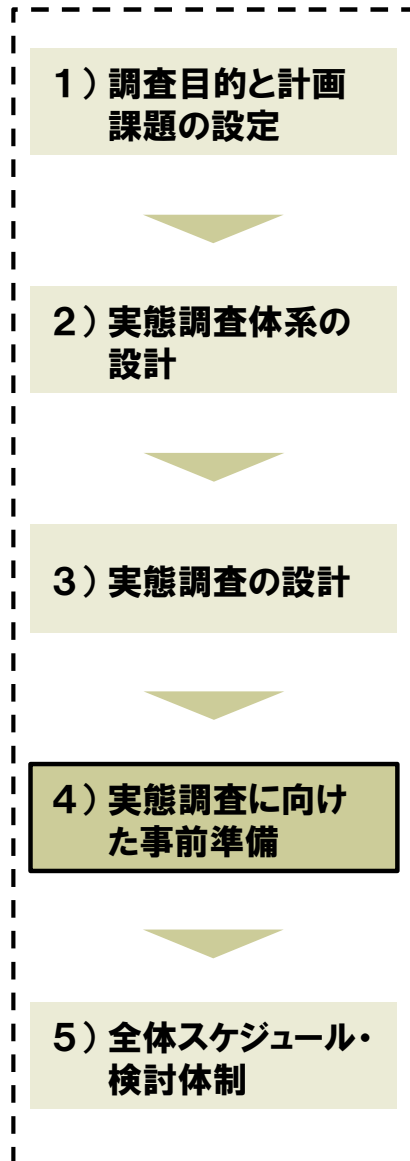 1）調査目的と計画
課題の設定
2）実態調査体系の
設計
3）実態調査の設計
4）実態調査に向け
た事前準備
5）全体スケジュール・
検討体制